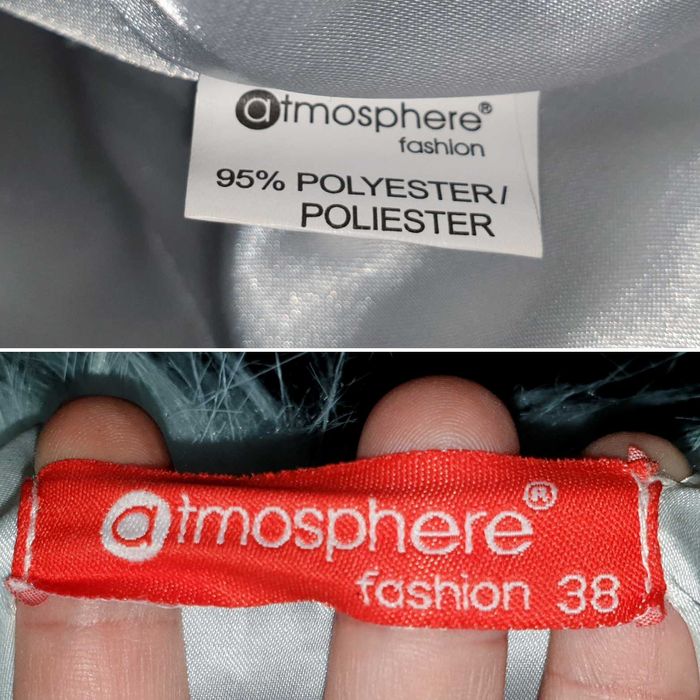 atmosphere®
fashion
95% POLYESTER/
POLIESTER
atmosphere®
fashion 38